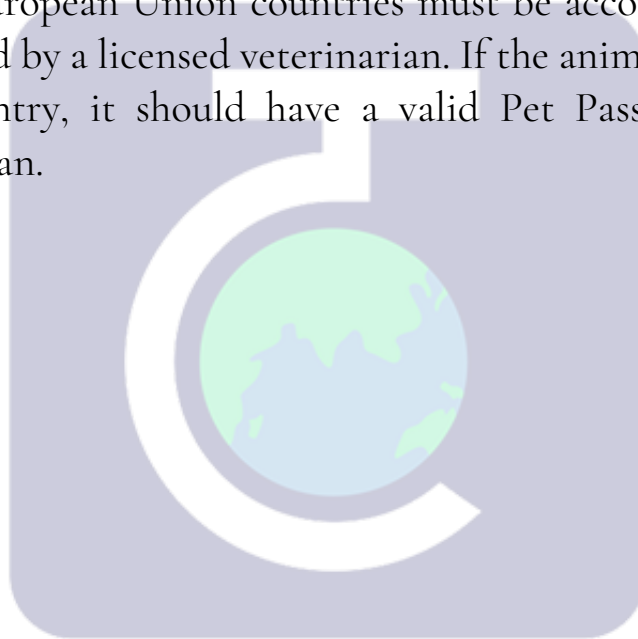 ropean Union countries must be acco
d by a licensed veterinarian. If the anim
ntry, it should have a valid Pet Pass
an.